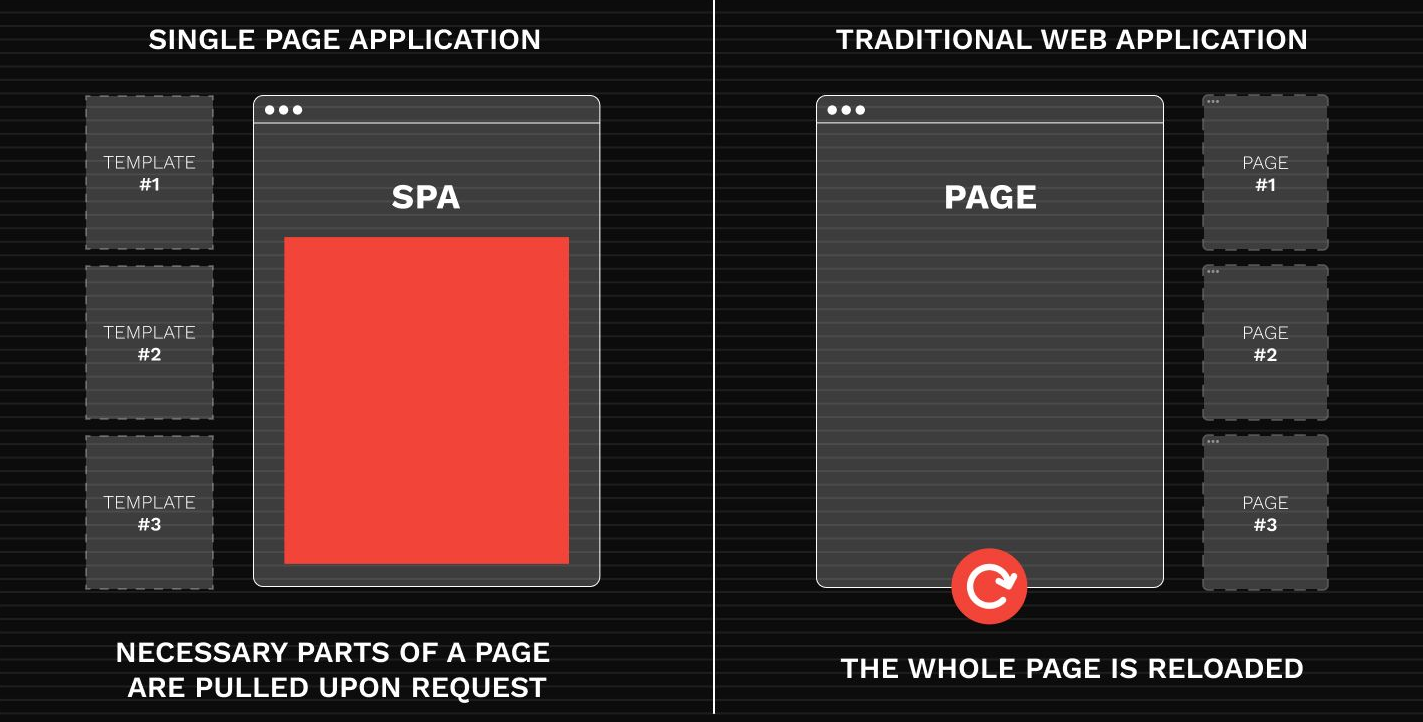 SINGLE PAGE APPLICATION
TEMPLATE
#1
SPA
TEMPLATE
#2
TEMPLATE
#3
NECESSARY PARTS OF A PAGE
ARE PULLED UPON REQUEST
TRADITIONAL WEB APPLICATION
PAGE
PAGE
#1
PAGE
#2
PAGE
#3
THE WHOLE PAGE IS RELOADED